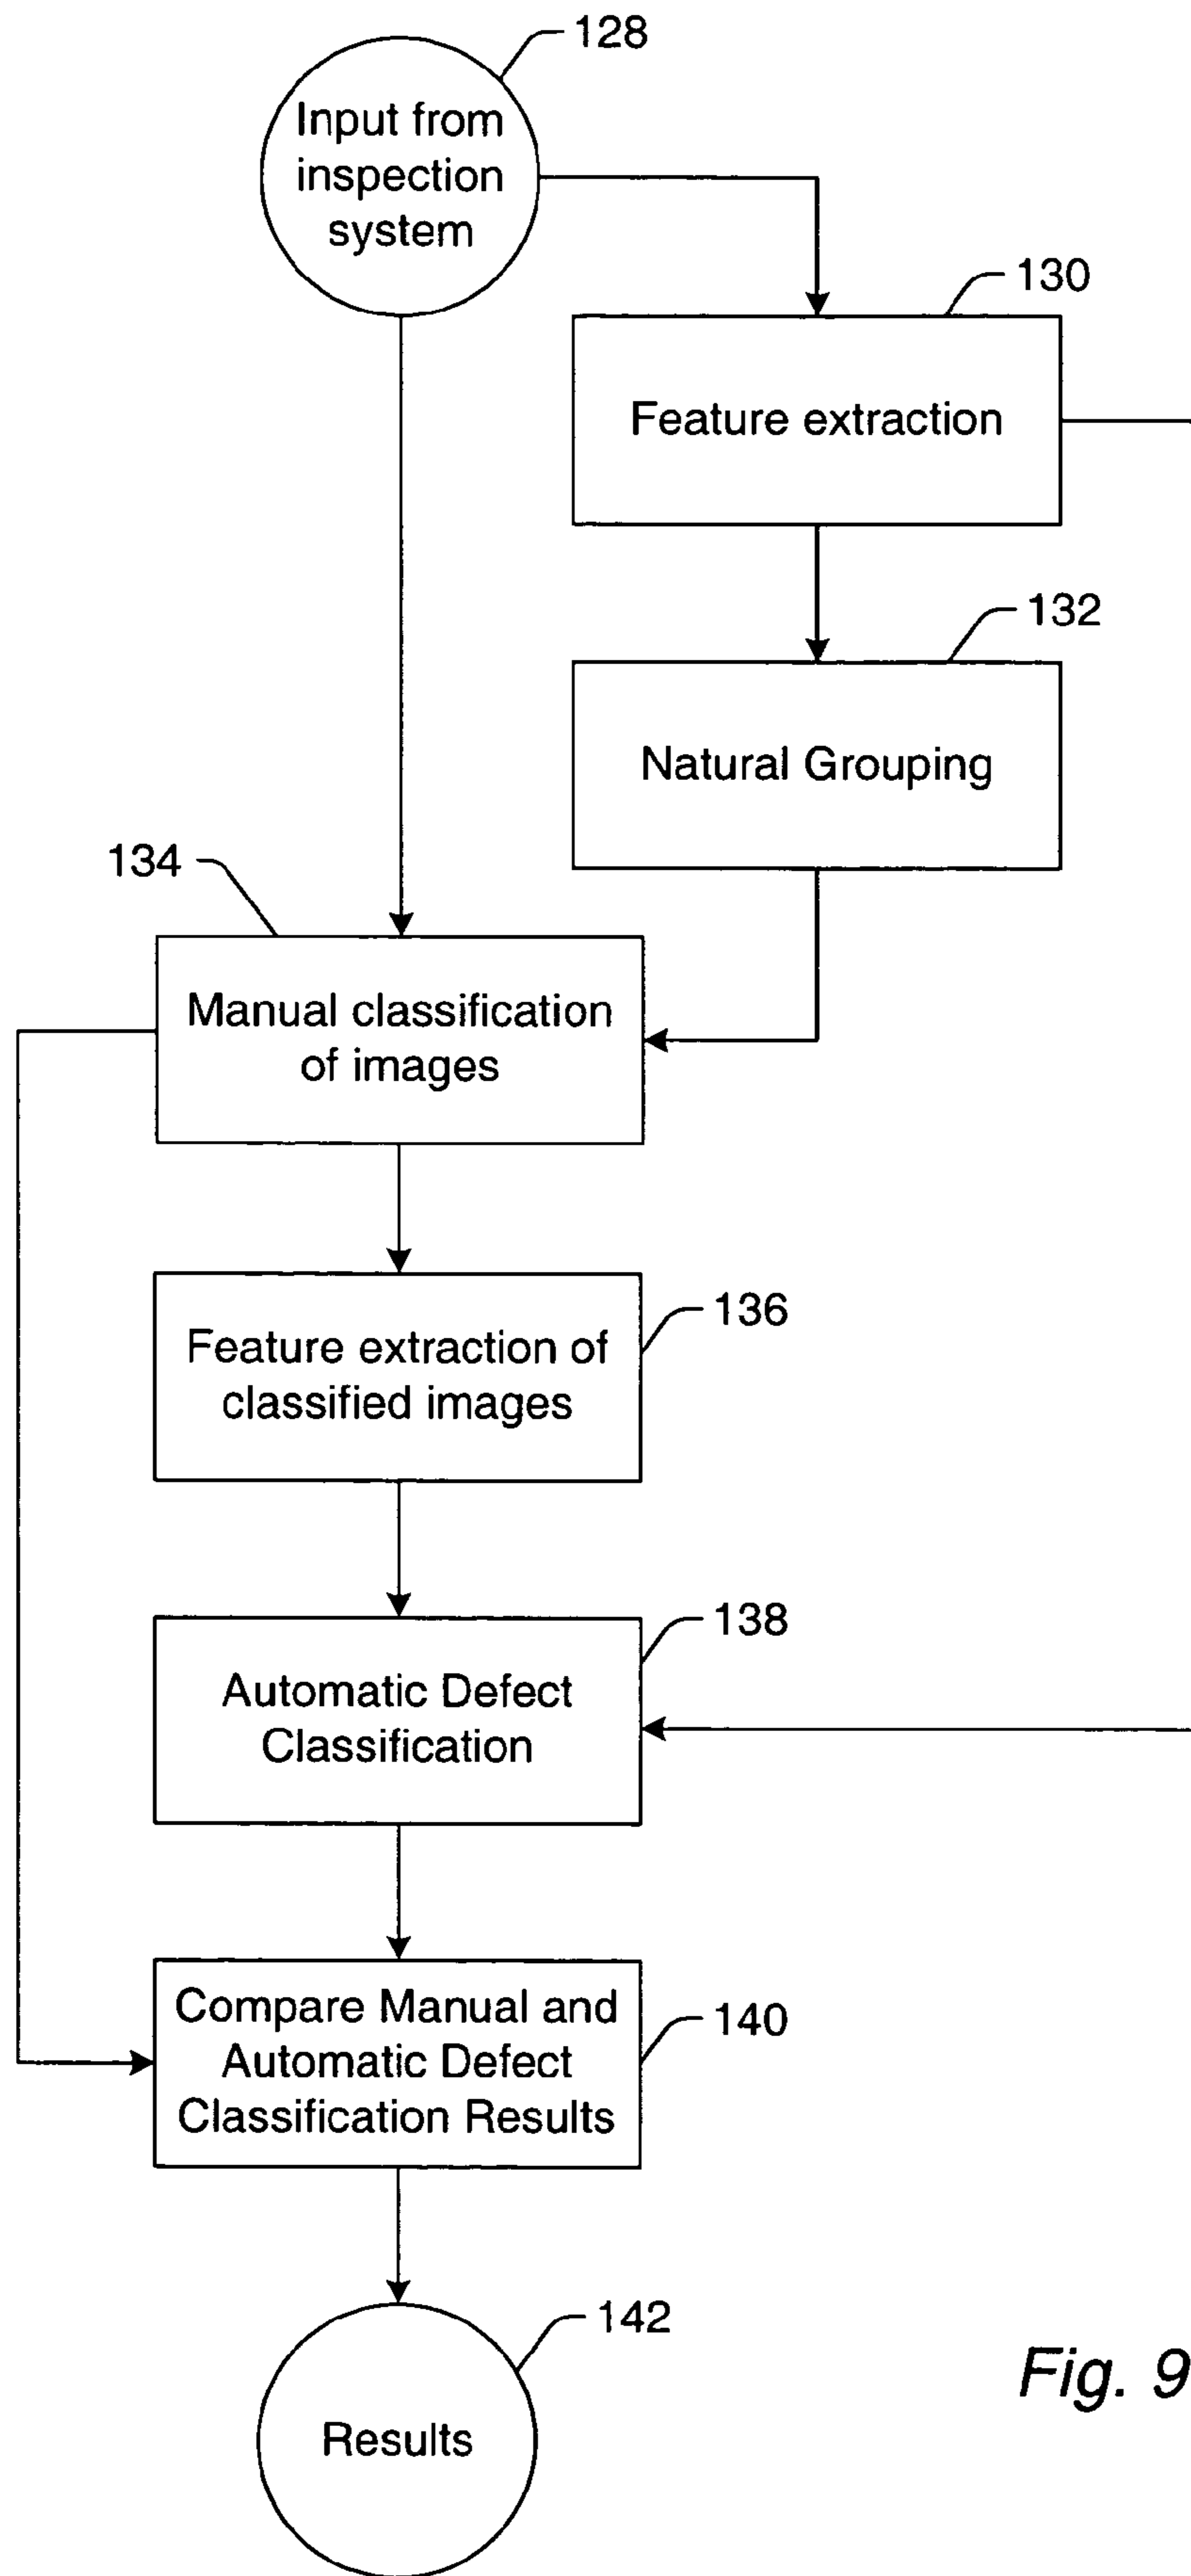 128
Input from
inspection
system
130
Feature extraction
132
Natural Grouping
134
Manual classification
of images
136
Feature extraction of
classified images
138
Automatic Defect
Classification
140
Compare Manual and
Automatic Defect
Classification Results
142
Results
Fig. 9